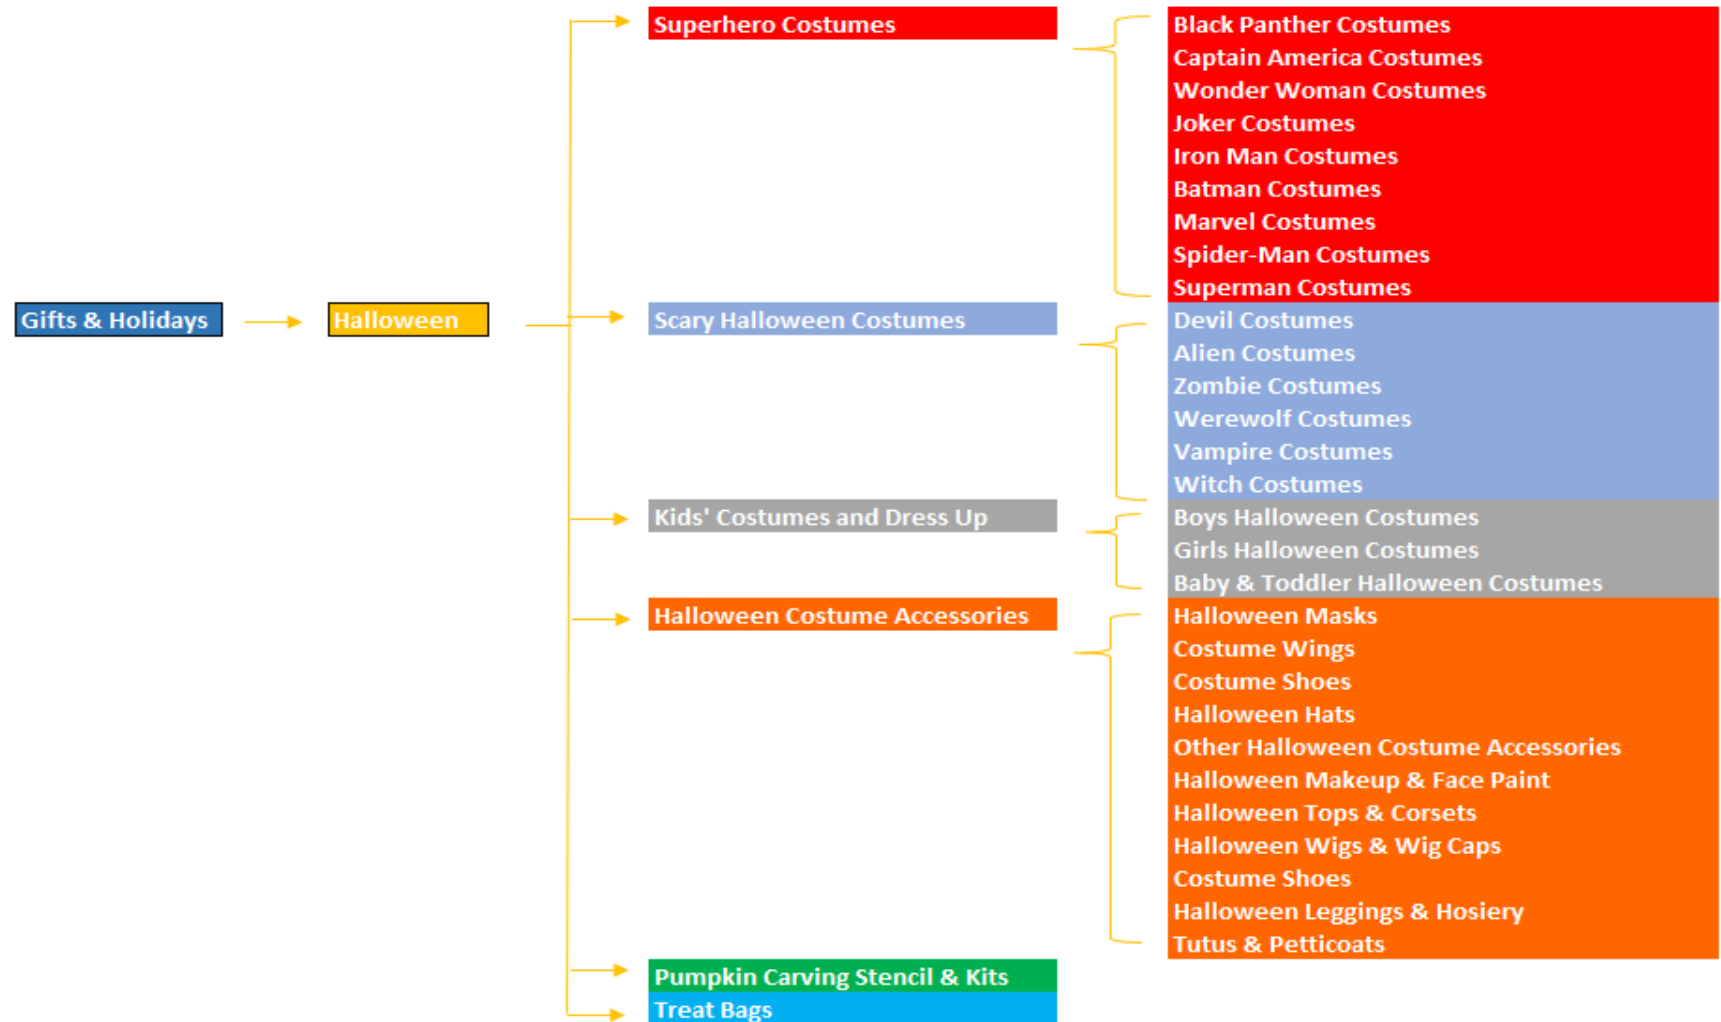 Gifts & Holidays
Halloween
Superhero Costumes
Black Panther Costumes
Captain America Costumes
Wonder Woman Costumes
Joker Costumes
Iron Man Costumes
Batman Costumes
Marvel Costumes
Spider-Man Costumes
Superman Costumes
Scary Halloween Costumes
Devil Costumes
Alien Costumes
Zombie Costumes
Werewolf Costumes
Vampire Costumes
Witch Costumes
Kids' Costumes and Dress Up
Boys Halloween Costumes
Girls Halloween Costumes
Baby & Toddler Halloween Costumes
Halloween Costume Accessories
Halloween Masks
Costume Wings
Costume Shoes
Halloween Hats
Other Halloween Costume Accessories
Halloween Makeup & Face Paint
Halloween Tops & Corsets
Halloween Wigs & Wig Caps
Costume Shoes
Halloween Leggings & Hosiery
Tutus & Petticoats
Pumpkin Carving Stencil & Kits
Treat Bags